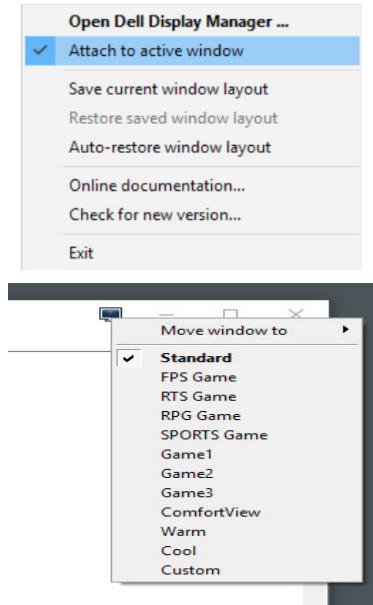 Open Dell Display Manager ...
Attach to active window
Save current window layout
Restore saved window layout
Auto-restore window layout
Online documentation...
Check for new version...
Exit
Move window to
Standard
FPS Game
RTS Game
RPG Game
SPORTS Game
Game1
Game2
Game3
ComfortView
Warm
Cool
Custom